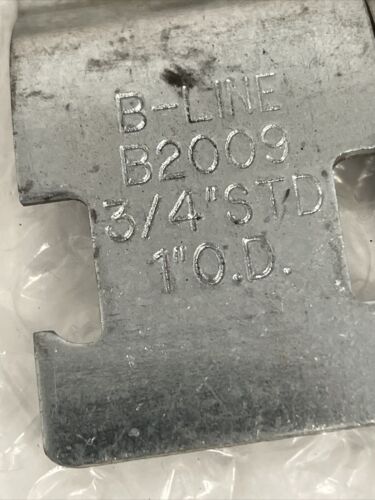 B-LINE
B2009
3/4"STD
1"O.D.